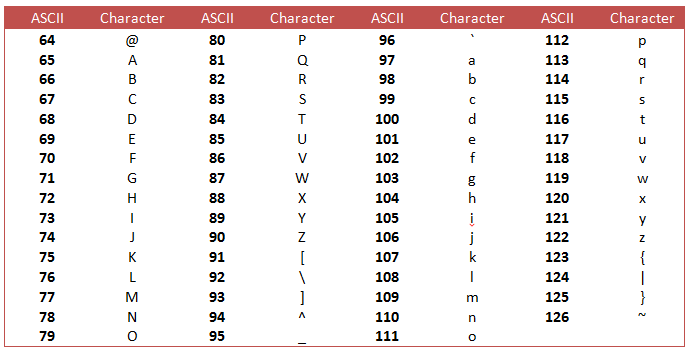 ASCII Character ASCII Character ASCII Character ASCII Character
64 @ 80 P 96 ` 112 p
65 A 81 Q 97 a 113 q
66 B 82 R 98 b 114 r
67 C 83 S 99 c 115 s
68 D 84 T 100 d 116 t
69 E 85 U 101 e 117 u
70 F 86 V 102 f 118 v
71 G 87 W 103 g 119 w
72 H 88 X 104 h 120 x
73 I 89 Y 105 i 121 y
74 J 90 Z 106 j 122 z
75 K 91 [ 107 k 123 {
76 L 92 \ 108 l 124 |
77 M 93 ] 109 m 125 }
78 N 94 ^ 110 n 126 ~
79 O 95 _ 111 o